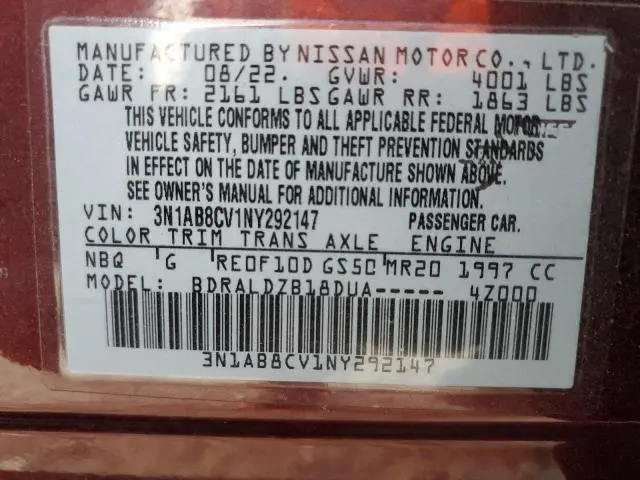 MANUFACTURED BY NISSAN MOTOR CO., LTD.
DATE: 08/22. GVWR: 4001 LBS
GAWR FR: 2161 LBS GAWR RR: 1863 LBS
THIS VEHICLE CONFORMS TO ALL APPLICABLE FEDERAL MOTOR
VEHICLE SAFETY, BUMPER AND THEFT PREVENTION STANDARDS
IN EFFECT ON THE DATE OF MANUFACTURE SHOWN ABOVE.
SEE OWNER'S MANUAL FOR ADDITIONAL INFORMATION.
VIN: 3N1AB8CV1NY292147 PASSENGER CAR.
COLOR TRIM TRANS AXLE ENGINE
NBQ G RE0F10D GS50 MR20 1997 CC
MODEL: BDRALDZB18DUA----- 4Z000
3N1AB8CV1NY292147